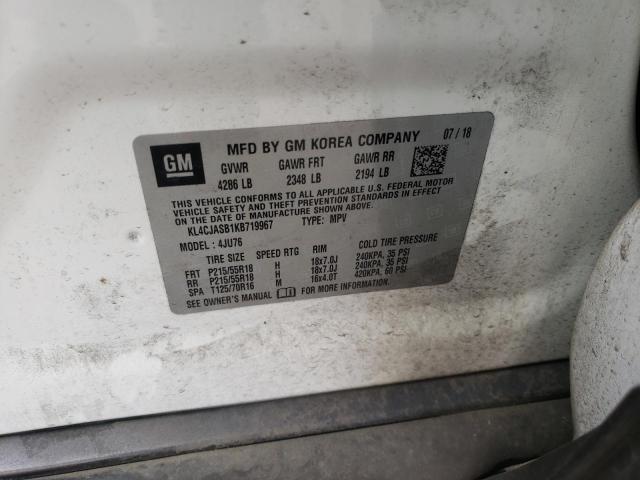 GM
MFD BY GM KOREA COMPANY 07 / 18
GVWR GAWR FRT GAWR RR
4286 LB 2348 LB 2194 LB
THIS VEHICLE CONFORMS TO ALL APPLICABLE U.S. FEDERAL MOTOR
VEHICLE SAFETY, BUMPER, AND THEFT PREVENTION STANDARDS IN EFFECT
ON THE DATE OF MANUFACTURE SHOWN ABOVE.
KL4CJASB1KB719967 TYPE: MPV
MODEL : 4JU76
TIRE SIZE SPEED RTG RIM COLD TIRE PRESSURE
FRT P215/55R18 H 18x7.0J 240KPA, 35 PSI
RR P215/55R18 H 18x7.0J 240KPA, 35 PSI
SPA T125/70R16 M 16x4.0T 420KPA, 60 PSI
SEE OWNER'S MANUAL FOR MORE INFORMATION.